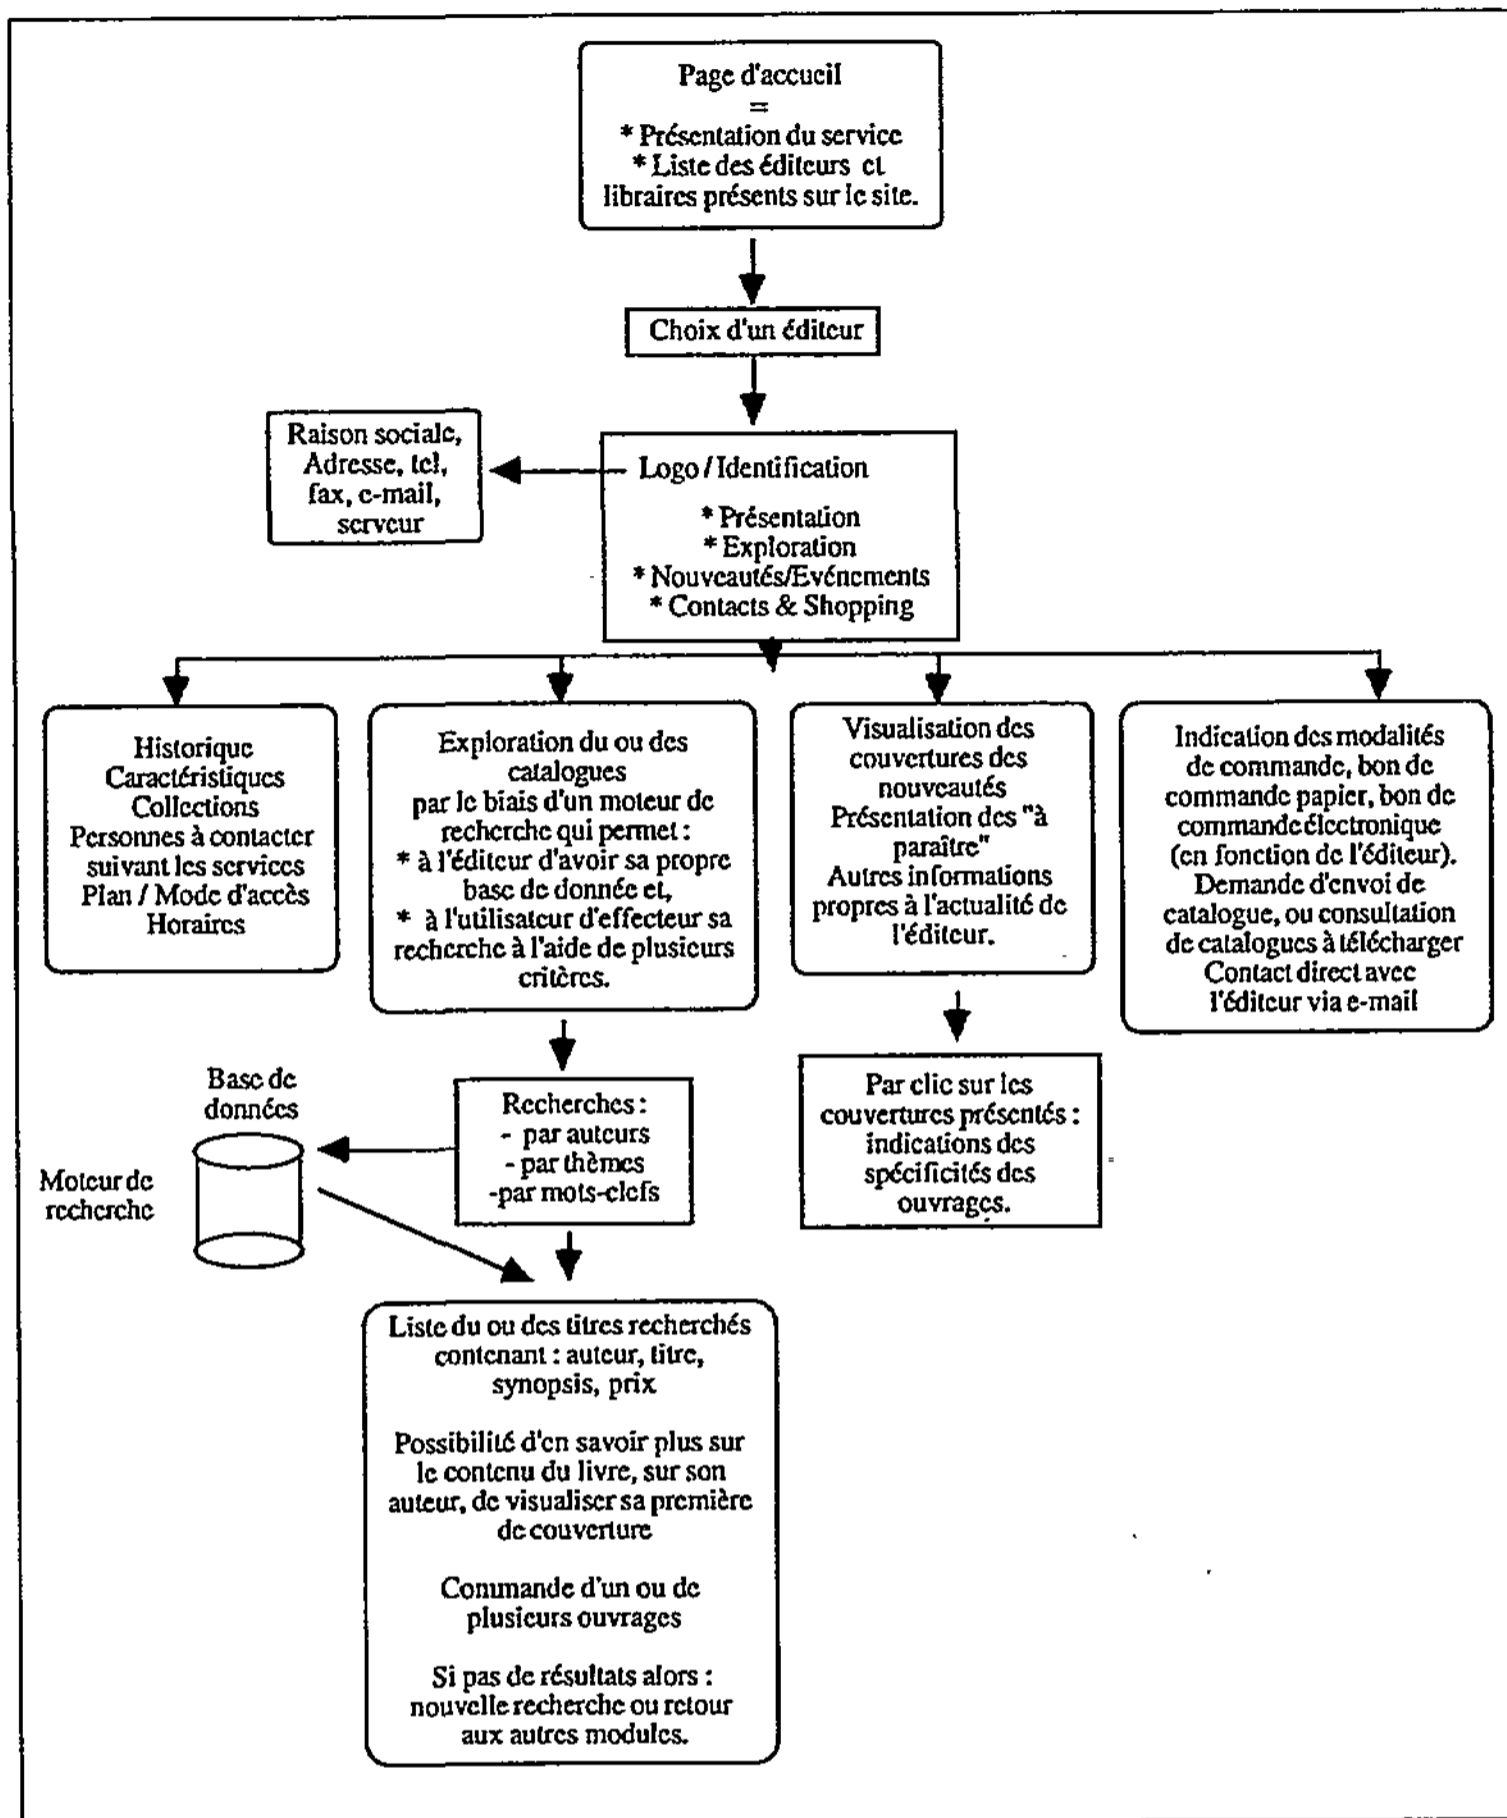 Page d'accueil
=
* Présentation du service
* Liste des éditeurs et
libraires présents sur le site.
Choix d'un éditeur
Raison sociale,
Adresse, tel,
fax, e-mail,
serveur
Logo / Identification
* Présentation
* Exploration
* Nouveautés/Evénements
* Contacts & Shopping
Historique
Caractéristiques
Collections
Personnes à contacter
suivant les services
Plan / Mode d'accès
Horaires
Exploration du ou des
catalogues
par le biais d'un moteur de
recherche qui permet :
* à l'éditeur d'avoir sa propre
base de donnée et,
* à l'utilisateur d'effecteur sa
recherche à l'aide de plusieurs
critères.
Visualisation des
couvertures des
nouveautés
Présentation des "à
paraître"
Autres informations
propres à l'actualité de
l'éditeur.
Indication des modalités
de commande, bon de
commande papier, bon de
commande électronique
(en fonction de l'éditeur).
Demande d'envoi de
catalogue, ou consultation
de catalogues à télécharger
Contact direct avec
l'éditeur via e-mail
Base de
données
Moteur de
recherche
Recherches :
- par auteurs
- par thèmes
-par mots-clefs
Par clic sur les
couvertures présentés :
indications des
spécificités des
ouvrages.
Liste du ou des titres recherchés
contenant : auteur, titre,
synopsis, prix
Possibilité d'en savoir plus sur
le contenu du livre, sur son
auteur, de visualiser sa première
de couverture
Commande d'un ou de
plusieurs ouvrages
Si pas de résultats alors :
nouvelle recherche ou retour
aux autres modules.